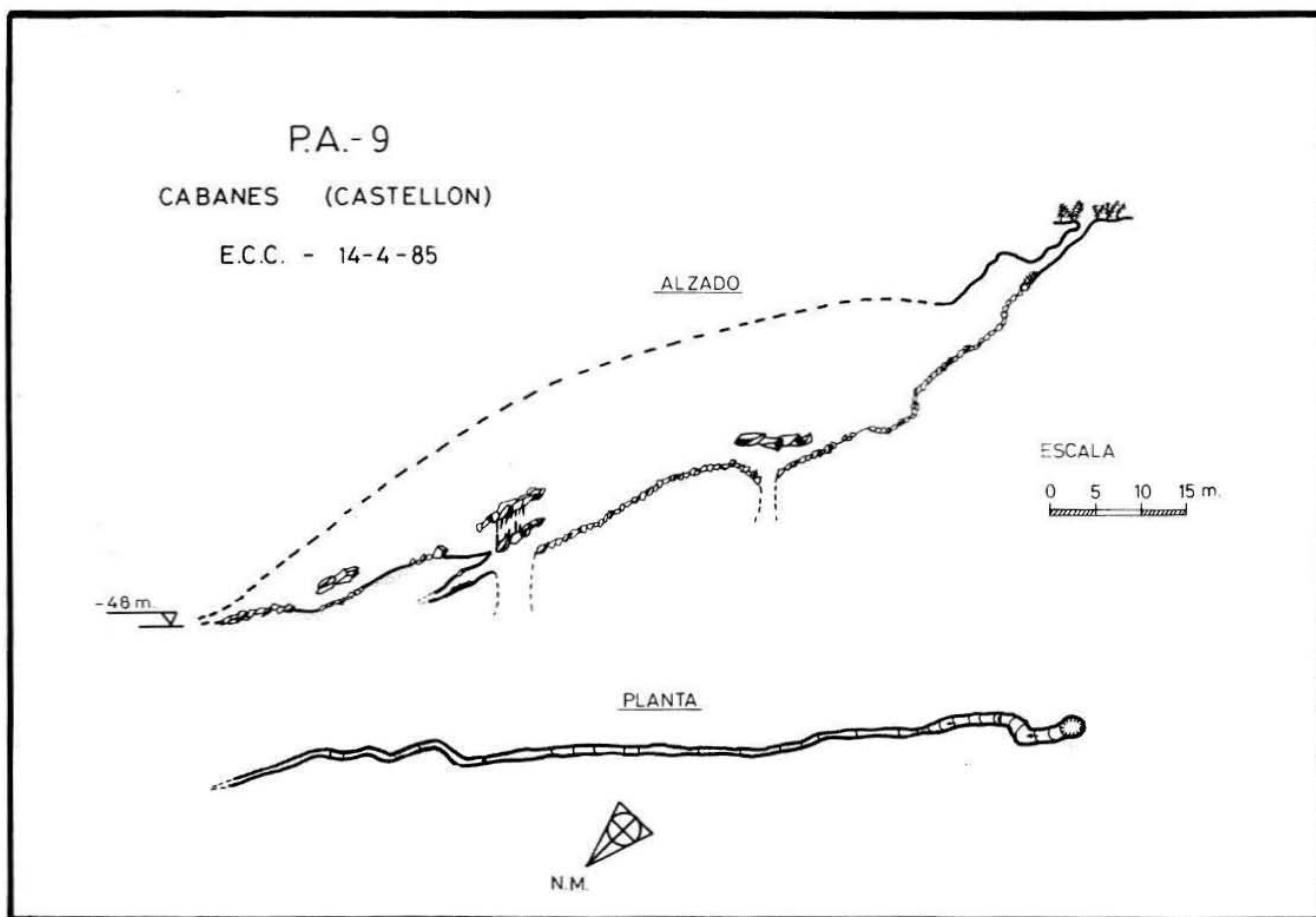 P.A.-9
CABANES (CASTELLON)
E.C.C. - 14-4-85
ALZADO
ESCALA
0 5 10 15 m.
-48 m.
PLANTA
N.M.